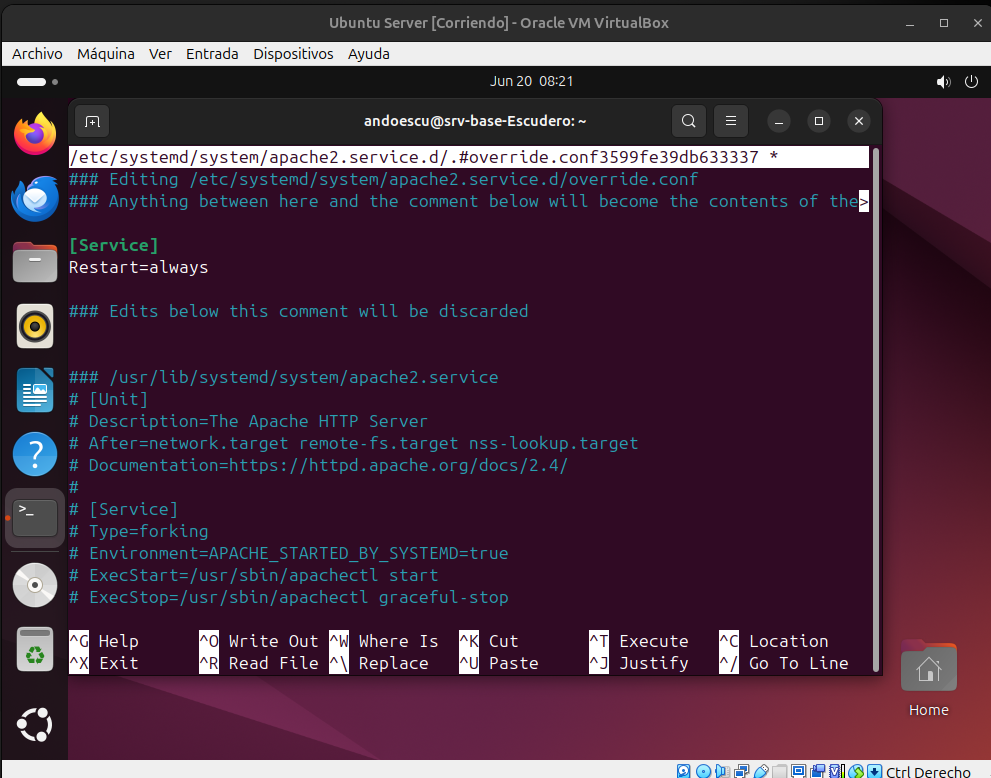 Ubuntu Server [Corriendo] - Oracle VM VirtualBox
Archivo Máquina Ver Entrada Dispositivos Ayuda
Jun 20 08:21
andoescu@srv-base-Escudero: ~
/etc/systemd/system/apache2.service.d/.#override.conf3599fe39db633337 *
### Editing /etc/systemd/system/apache2.service.d/override.conf
### Anything between here and the comment below will become the contents of the>
[Service]
Restart=always
### Edits below this comment will be discarded
### /usr/lib/systemd/system/apache2.service
# [Unit]
# Description=The Apache HTTP Server
# After=network.target remote-fs.target nss-lookup.target
# Documentation=https://httpd.apache.org/docs/2.4/
#
# [Service]
# Type=forking
# Environment=APACHE_STARTED_BY_SYSTEMD=true
# ExecStart=/usr/sbin/apachectl start
# ExecStop=/usr/sbin/apachectl graceful-stop
^G Help ^O Write Out ^W Where Is ^K Cut ^T Execute ^C Location
^X Exit ^R Read File ^\ Replace ^U Paste ^J Justify ^/ Go To Line
Home
Ctrl Derecho